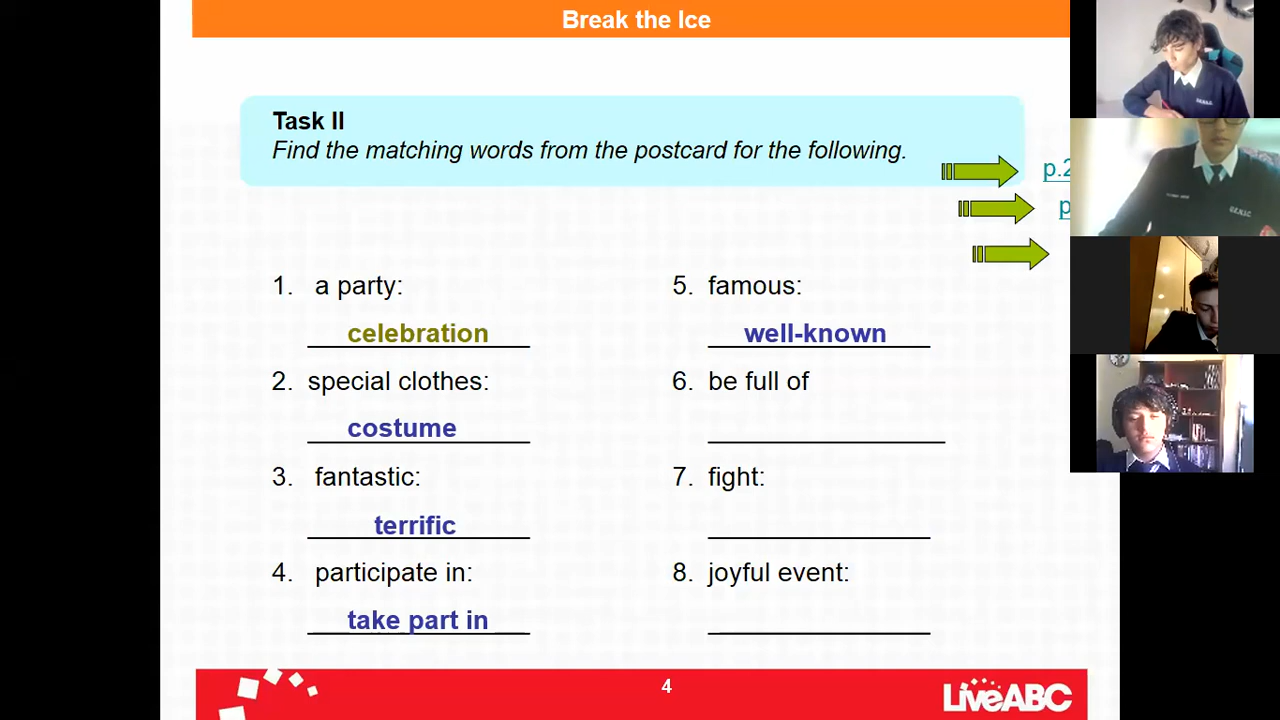 Break the Ice
Task II
Find the matching words from the postcard for the following.
p.2
p
1. a party:
celebration
2. special clothes:
costume
3. fantastic:
terrific
4. participate in:
take part in
5. famous:
well-known
6. be full of
7. fight:
8. joyful event:
4
LiveABC